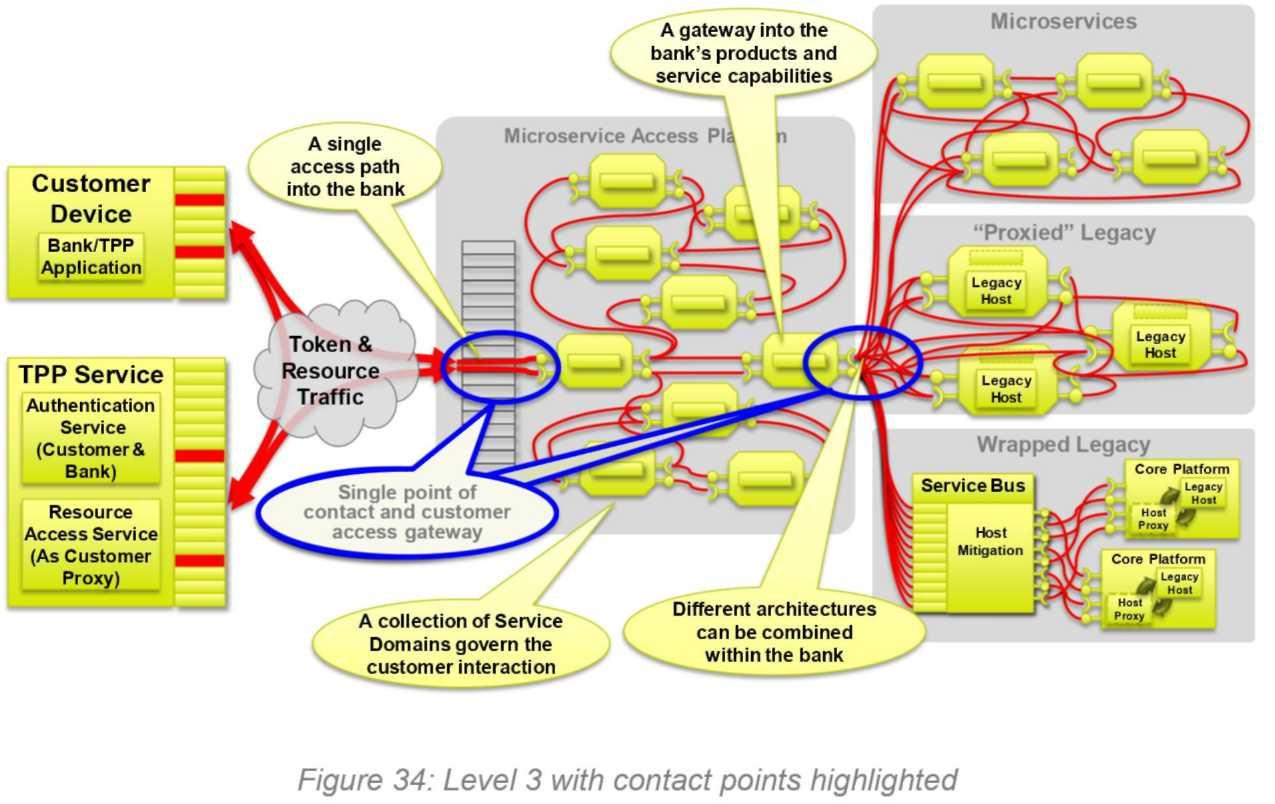 A gateway into the
bank's products and
service capabilities
Microservices
A single
access path
into the bank
Microservice Access Platform
Customer
Device
Bank/TPP
Application
"Proxied" Legacy
Legacy
Host
Legacy
Host
Legacy
Host
Token &
Resource
Traffic
TPP Service
Authentication
Service
(Customer &
Bank)
Resource
Access Service
(As Customer
Proxy)
Single point of
contact and customer
access gateway
Wrapped Legacy
Service Bus
Host
Mitigation
Core Platform
Legacy
Host
Host
Proxy
Core Platform
Legacy
Host
Host
Proxy
A collection of Service
Domains govern the
customer interaction
Different architectures
can be combined
within the bank
Figure 34: Level 3 with contact points highlighted